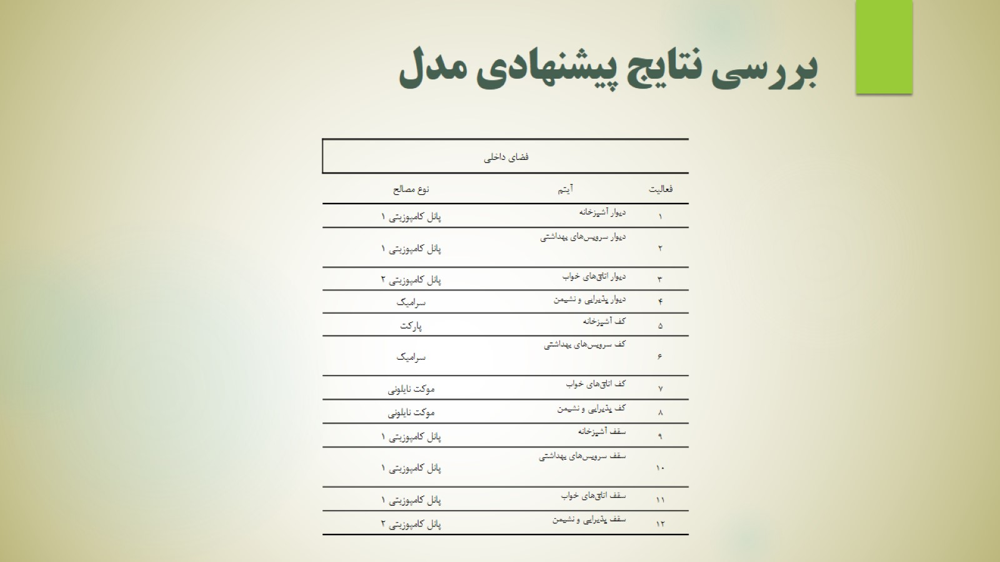 بررسی نتایج پیشنهادی مدل
فضای داخلی
فعالیت آیتم نوع مصالح
۱ دیوار آشپزخانه پانل کامپوزیتی ۱
۲ دیوار سرویس‌های بهداشتی پانل کامپوزیتی ۱
۳ دیوار اتاق‌های خواب پانل کامپوزیتی ۲
۴ دیوار پذیرایی و نشیمن سرامیک
۵ کف آشپزخانه پارکت
۶ کف سرویس‌های بهداشتی سرامیک
۷ کف اتاق‌های خواب موکت نایلونی
۸ کف پذیرایی و نشیمن موکت نایلونی
۹ سقف آشپزخانه پانل کامپوزیتی ۱
۱۰ سقف سرویس‌های بهداشتی پانل کامپوزیتی ۱
۱۱ سقف اتاق‌های خواب پانل کامپوزیتی ۱
۱۲ سقف پذیرایی و نشیمن پانل کامپوزیتی ۲